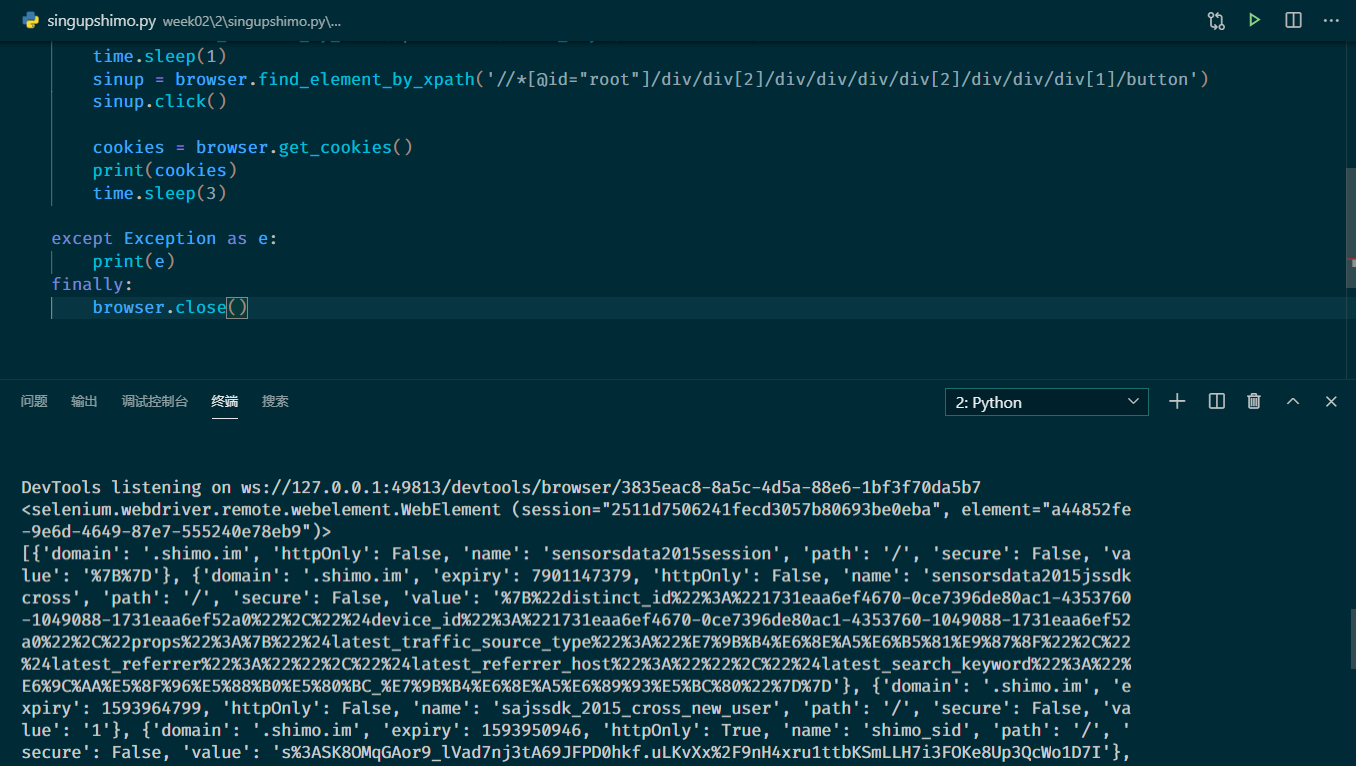 singupshimo.py week02\2\singupshimo.py\...
time.sleep(1)
sinup = browser.find_element_by_xpath('//*[@id="root"]/div/div[2]/div/div/div/div[2]/div/div/div[1]/button')
sinup.click()
cookies = browser.get_cookies()
print(cookies)
time.sleep(3)
except Exception as e:
print(e)
finally:
browser.close()
问题 输出 调试控制台 终端 搜索 2: Python
DevTools listening on ws://127.0.0.1:49813/devtools/browser/3835eac8-8a5c-4d5a-88e6-1bf3f70da5b7
<selenium.webdriver.remote.webelement.WebElement (session="2511d7506241fecd3057b80693be0eba", element="a44852fe
-9e6d-4649-87e7-555240e78eb9")>
[{'domain': '.shimo.im', 'httpOnly': False, 'name': 'sensorsdata2015session', 'path': '/', 'secure': False, 'va
lue': '%7B%7D'}, {'domain': '.shimo.im', 'expiry': 7901147379, 'httpOnly': False, 'name': 'sensorsdata2015jssdk
cross', 'path': '/', 'secure': False, 'value': '%7B%22distinct_id%22%3A%221731eaa6ef4670-0ce7396de80ac1-4353760
-1049088-1731eaa6ef52a0%22%2C%22%24device_id%22%3A%221731eaa6ef4670-0ce7396de80ac1-4353760-1049088-1731eaa6ef52
a0%22%2C%22props%22%3A%7B%22%24latest_traffic_source_type%22%3A%22%E7%9B%B4%E6%8E%A5%E6%B5%81%E9%87%8F%22%2C%22
%24latest_referrer%22%3A%22%22%2C%22%24latest_referrer_host%22%3A%22%22%2C%22%24latest_search_keyword%22%3A%22%
E6%9C%AA%E5%8F%96%E5%88%B0%E5%80%BC_%E7%9B%B4%E6%8E%A5%E6%89%93%E5%BC%80%22%7D%7D'}, {'domain': '.shimo.im', 'e
xpiry': 1593964799, 'httpOnly': False, 'name': 'sajssdk_2015_cross_new_user', 'path': '/', 'secure': False, 'va
lue': '1'}, {'domain': '.shimo.im', 'expiry': 1593950946, 'httpOnly': True, 'name': 'shimo_sid', 'path': '/', '
secure': False, 'value': 's%3ASK8OMqGAor9_lVad7nj3tA69JFPD0hkf.uLKvXx%2F9nH4xru1ttbKSmLLH7i3FOKe8Up3QcWo1D7I'},